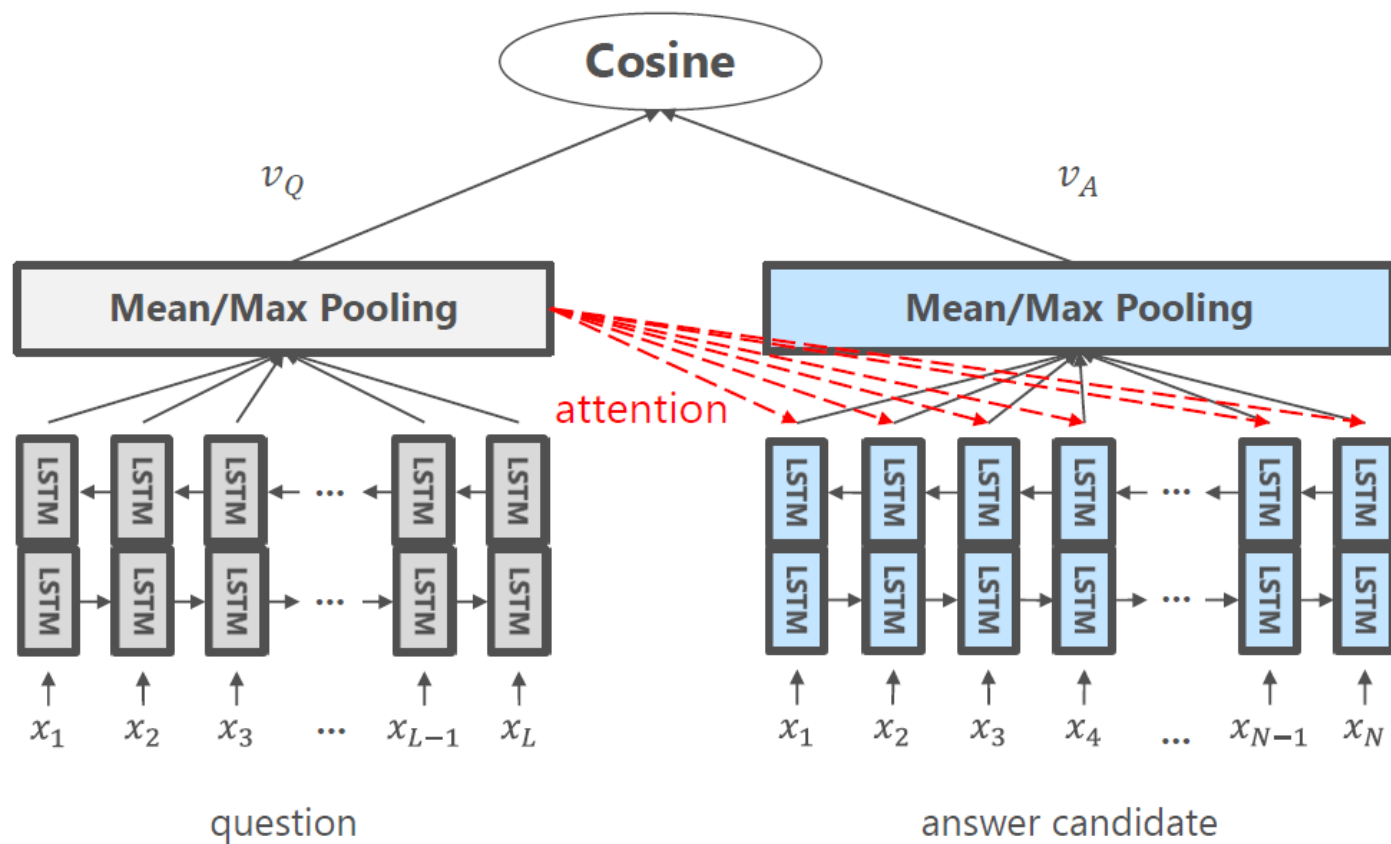 Cosine
v_Q v_A
Mean/Max Pooling Mean/Max Pooling
attention
LSTM LSTM LSTM ... LSTM LSTM LSTM LSTM LSTM LSTM ... LSTM LSTM
LSTM LSTM LSTM ... LSTM LSTM LSTM LSTM LSTM LSTM ... LSTM LSTM
x_1 x_2 x_3 ... x_{L-1} x_L x_1 x_2 x_3 x_4 ... x_{N-1} x_N
question answer candidate